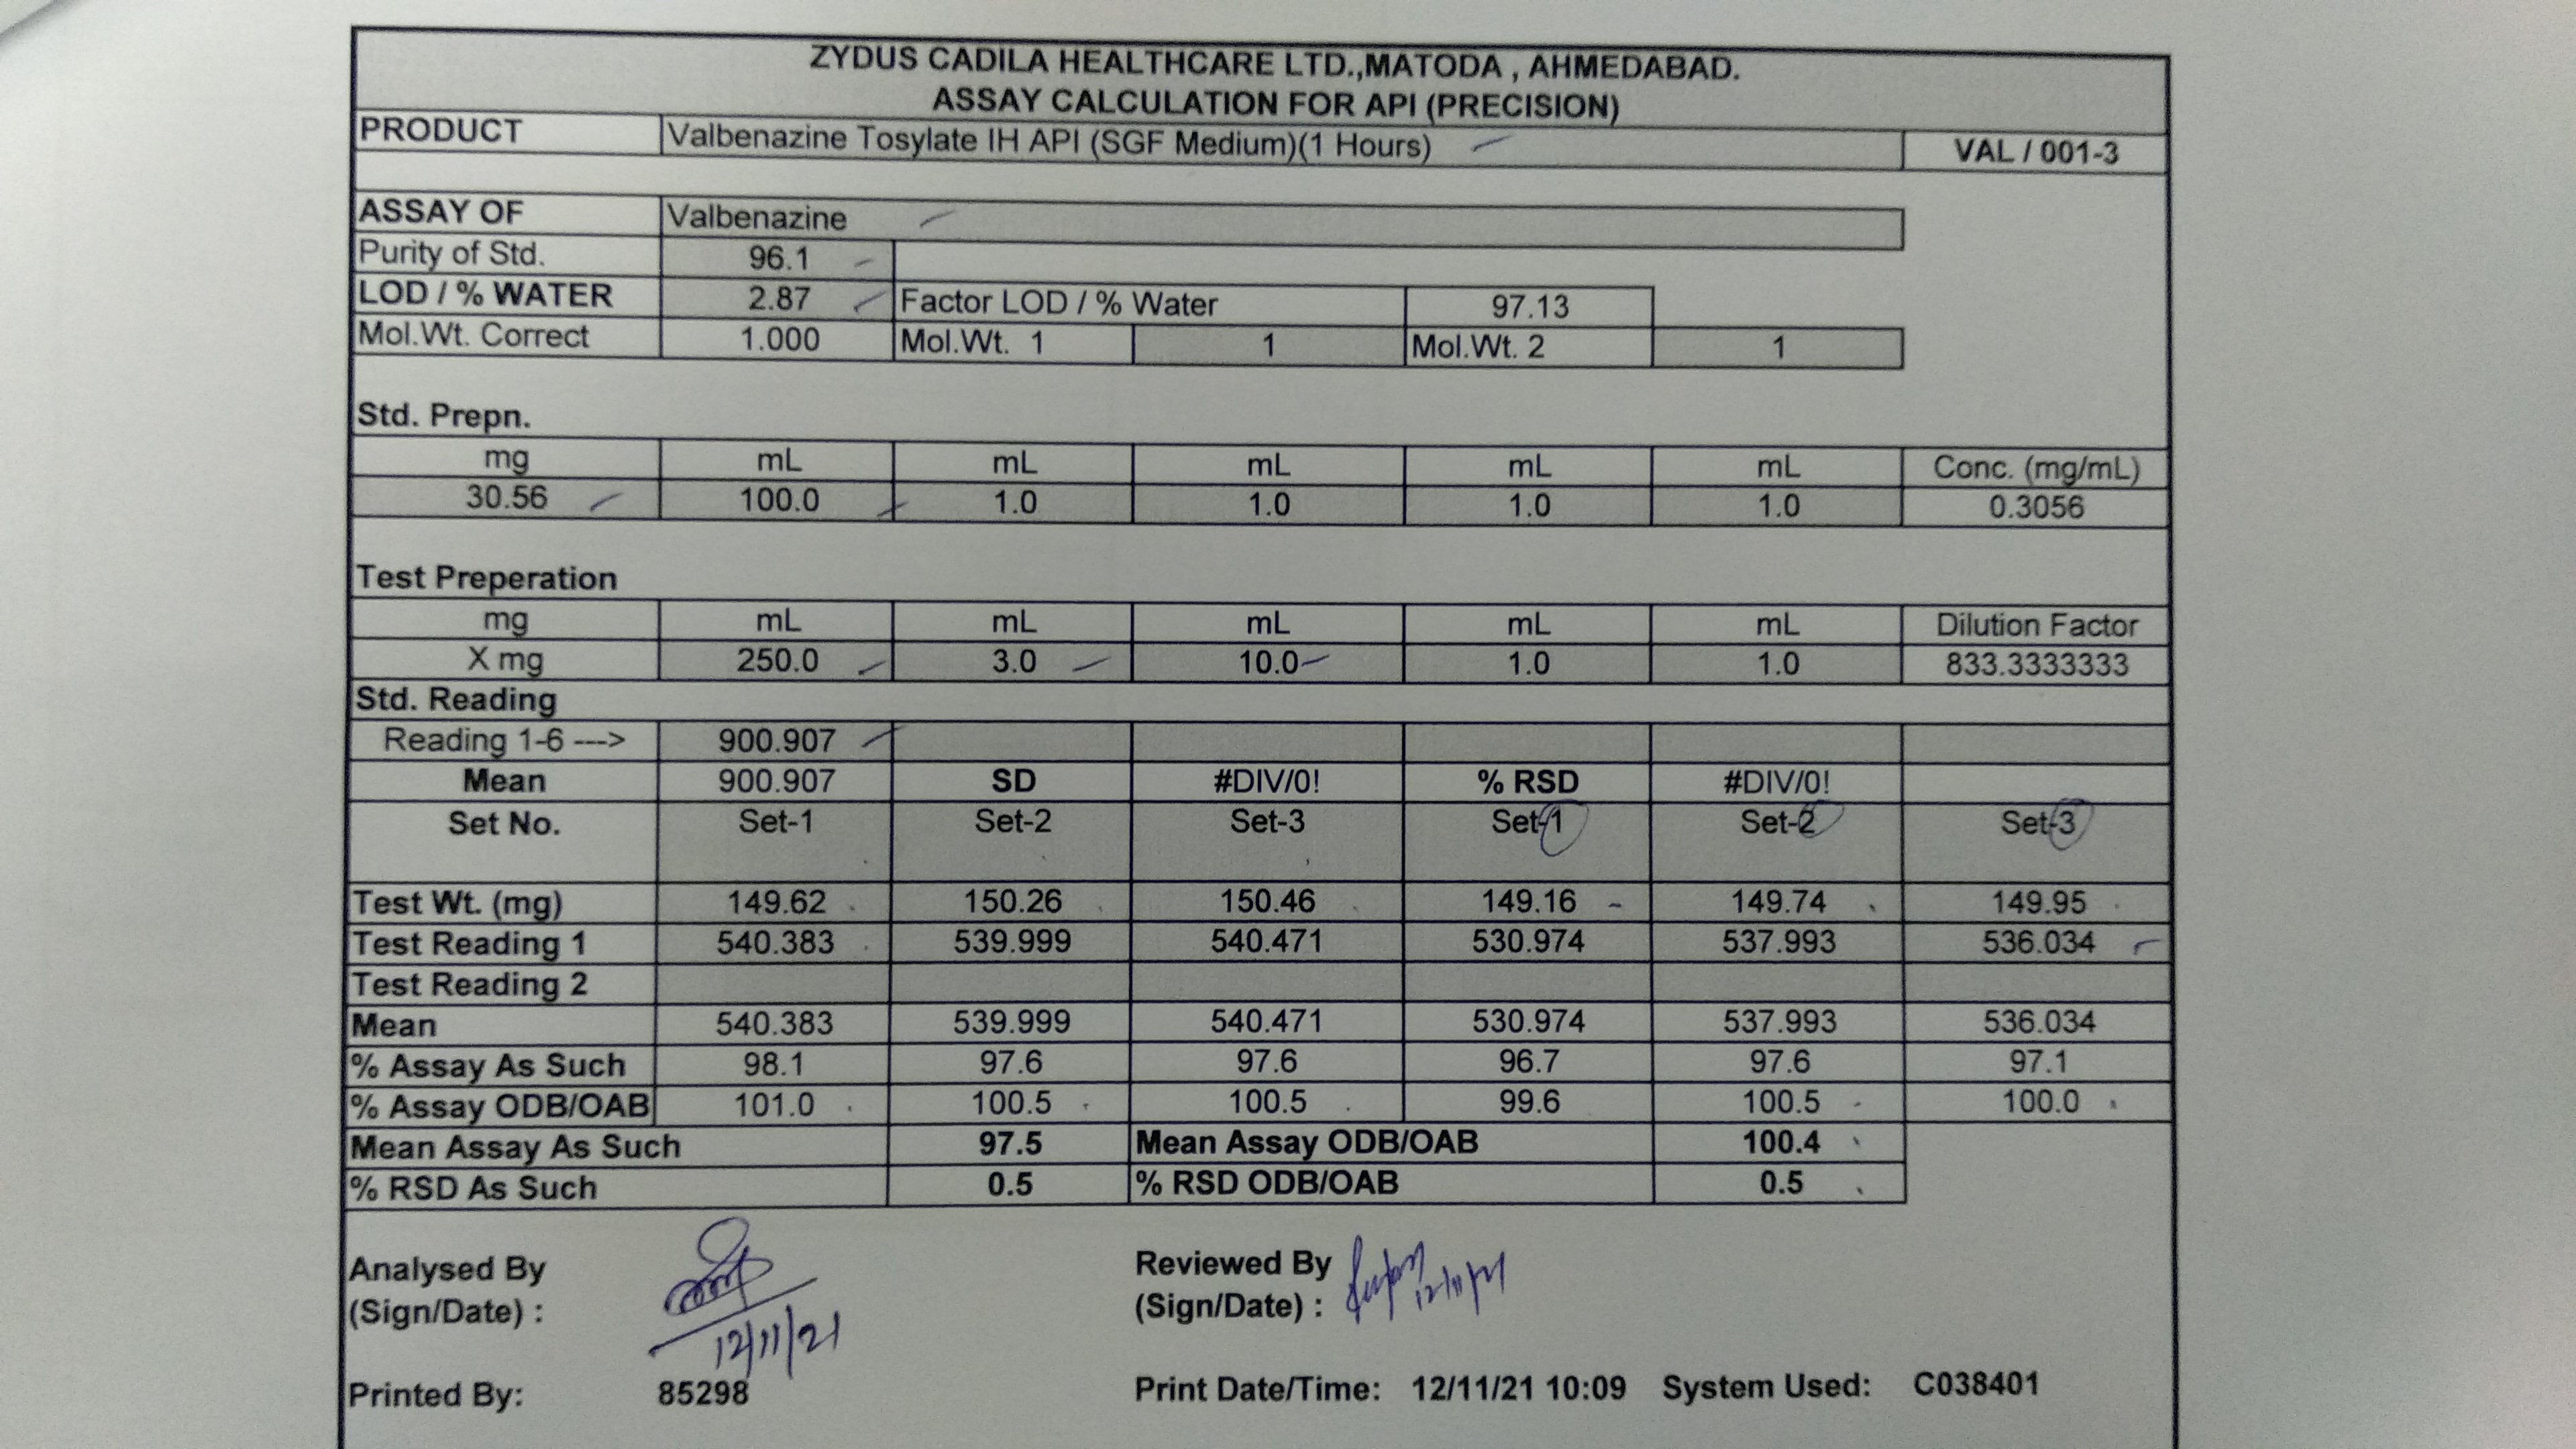 ZYDUS CADILA HEALTHCARE LTD.,MATODA , AHMEDABAD.
ASSAY CALCULATION FOR API (PRECISION)
PRODUCT Valbenazine Tosylate IH API (SGF Medium)(1 Hours) VAL / 001-3
ASSAY OF Valbenazine
Purity of Std. 96.1
LOD / % WATER 2.87 Factor LOD / % Water 97.13
Mol.Wt. Correct 1.000 Mol.Wt. 1 1 Mol.Wt. 2 1
Std. Prepn.
mg mL mL mL mL mL Conc. (mg/mL)
30.56 100.0 1.0 1.0 1.0 1.0 0.3056
Test Preperation
mg mL mL mL mL mL Dilution Factor
X mg 250.0 3.0 10.0 1.0 1.0 833.3333333
Std. Reading
Reading 1-6 ---> 900.907
Mean 900.907 SD #DIV/0! % RSD #DIV/0!
Set No. Set-1 Set-2 Set-3 Set-1 Set-2 Set-3
Test Wt. (mg) 149.62 150.26 150.46 149.16 149.74 149.95
Test Reading 1 540.383 539.999 540.471 530.974 537.993 536.034
Test Reading 2
Mean 540.383 539.999 540.471 530.974 537.993 536.034
% Assay As Such 98.1 97.6 97.6 96.7 97.6 97.1
% Assay ODB/OAB 101.0 100.5 100.5 99.6 100.5 100.0
Mean Assay As Such 97.5 Mean Assay ODB/OAB 100.4
% RSD As Such 0.5 % RSD ODB/OAB 0.5
Analysed By Reviewed By
(Sign/Date) : 12/11/21 (Sign/Date) :
Printed By: 85298 Print Date/Time: 12/11/21 10:09 System Used: C038401